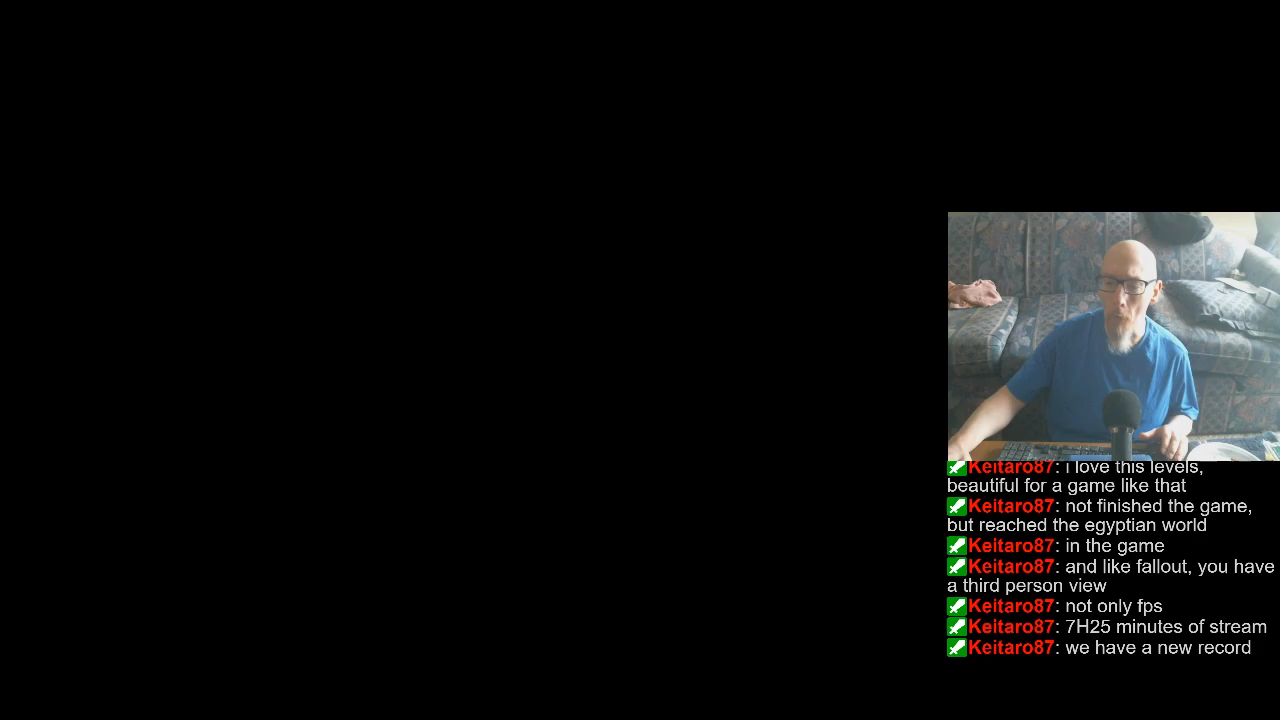 Keitaro87: i love this levels,
beautiful for a game like that
Keitaro87: not finished the game,
but reached the egyptian world
Keitaro87: in the game
Keitaro87: and like fallout, you have
a third person view
Keitaro87: not only fps
Keitaro87: 7H25 minutes of stream
Keitaro87: we have a new record